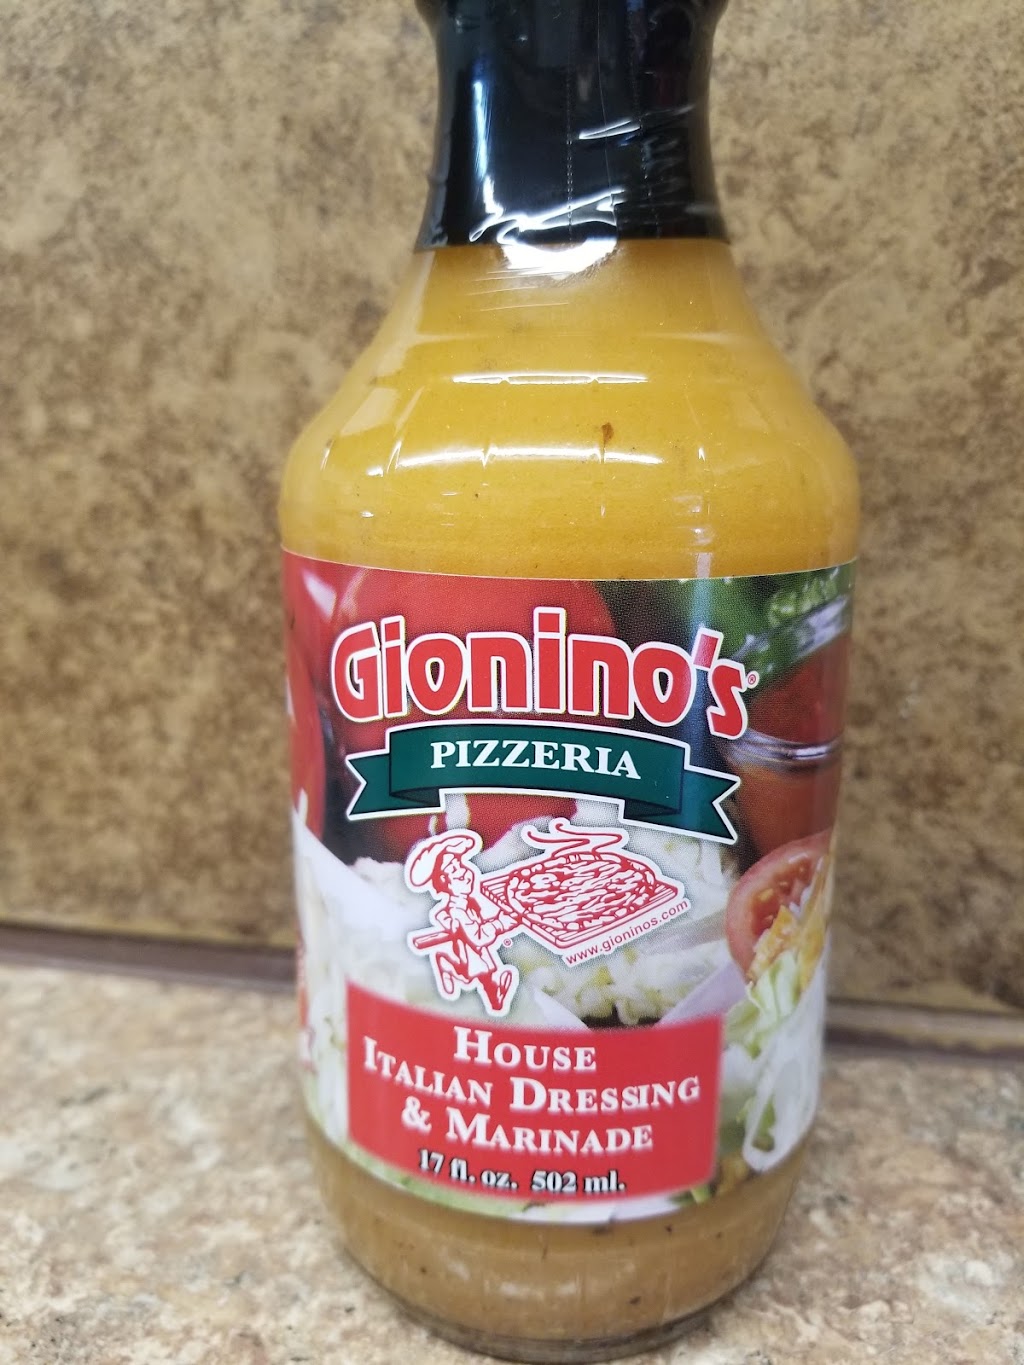 Gionino's®
PIZZERIA
®
www.gioninos.com
House
Italian Dressing
& Marinade
17 fl. oz. 502 ml.